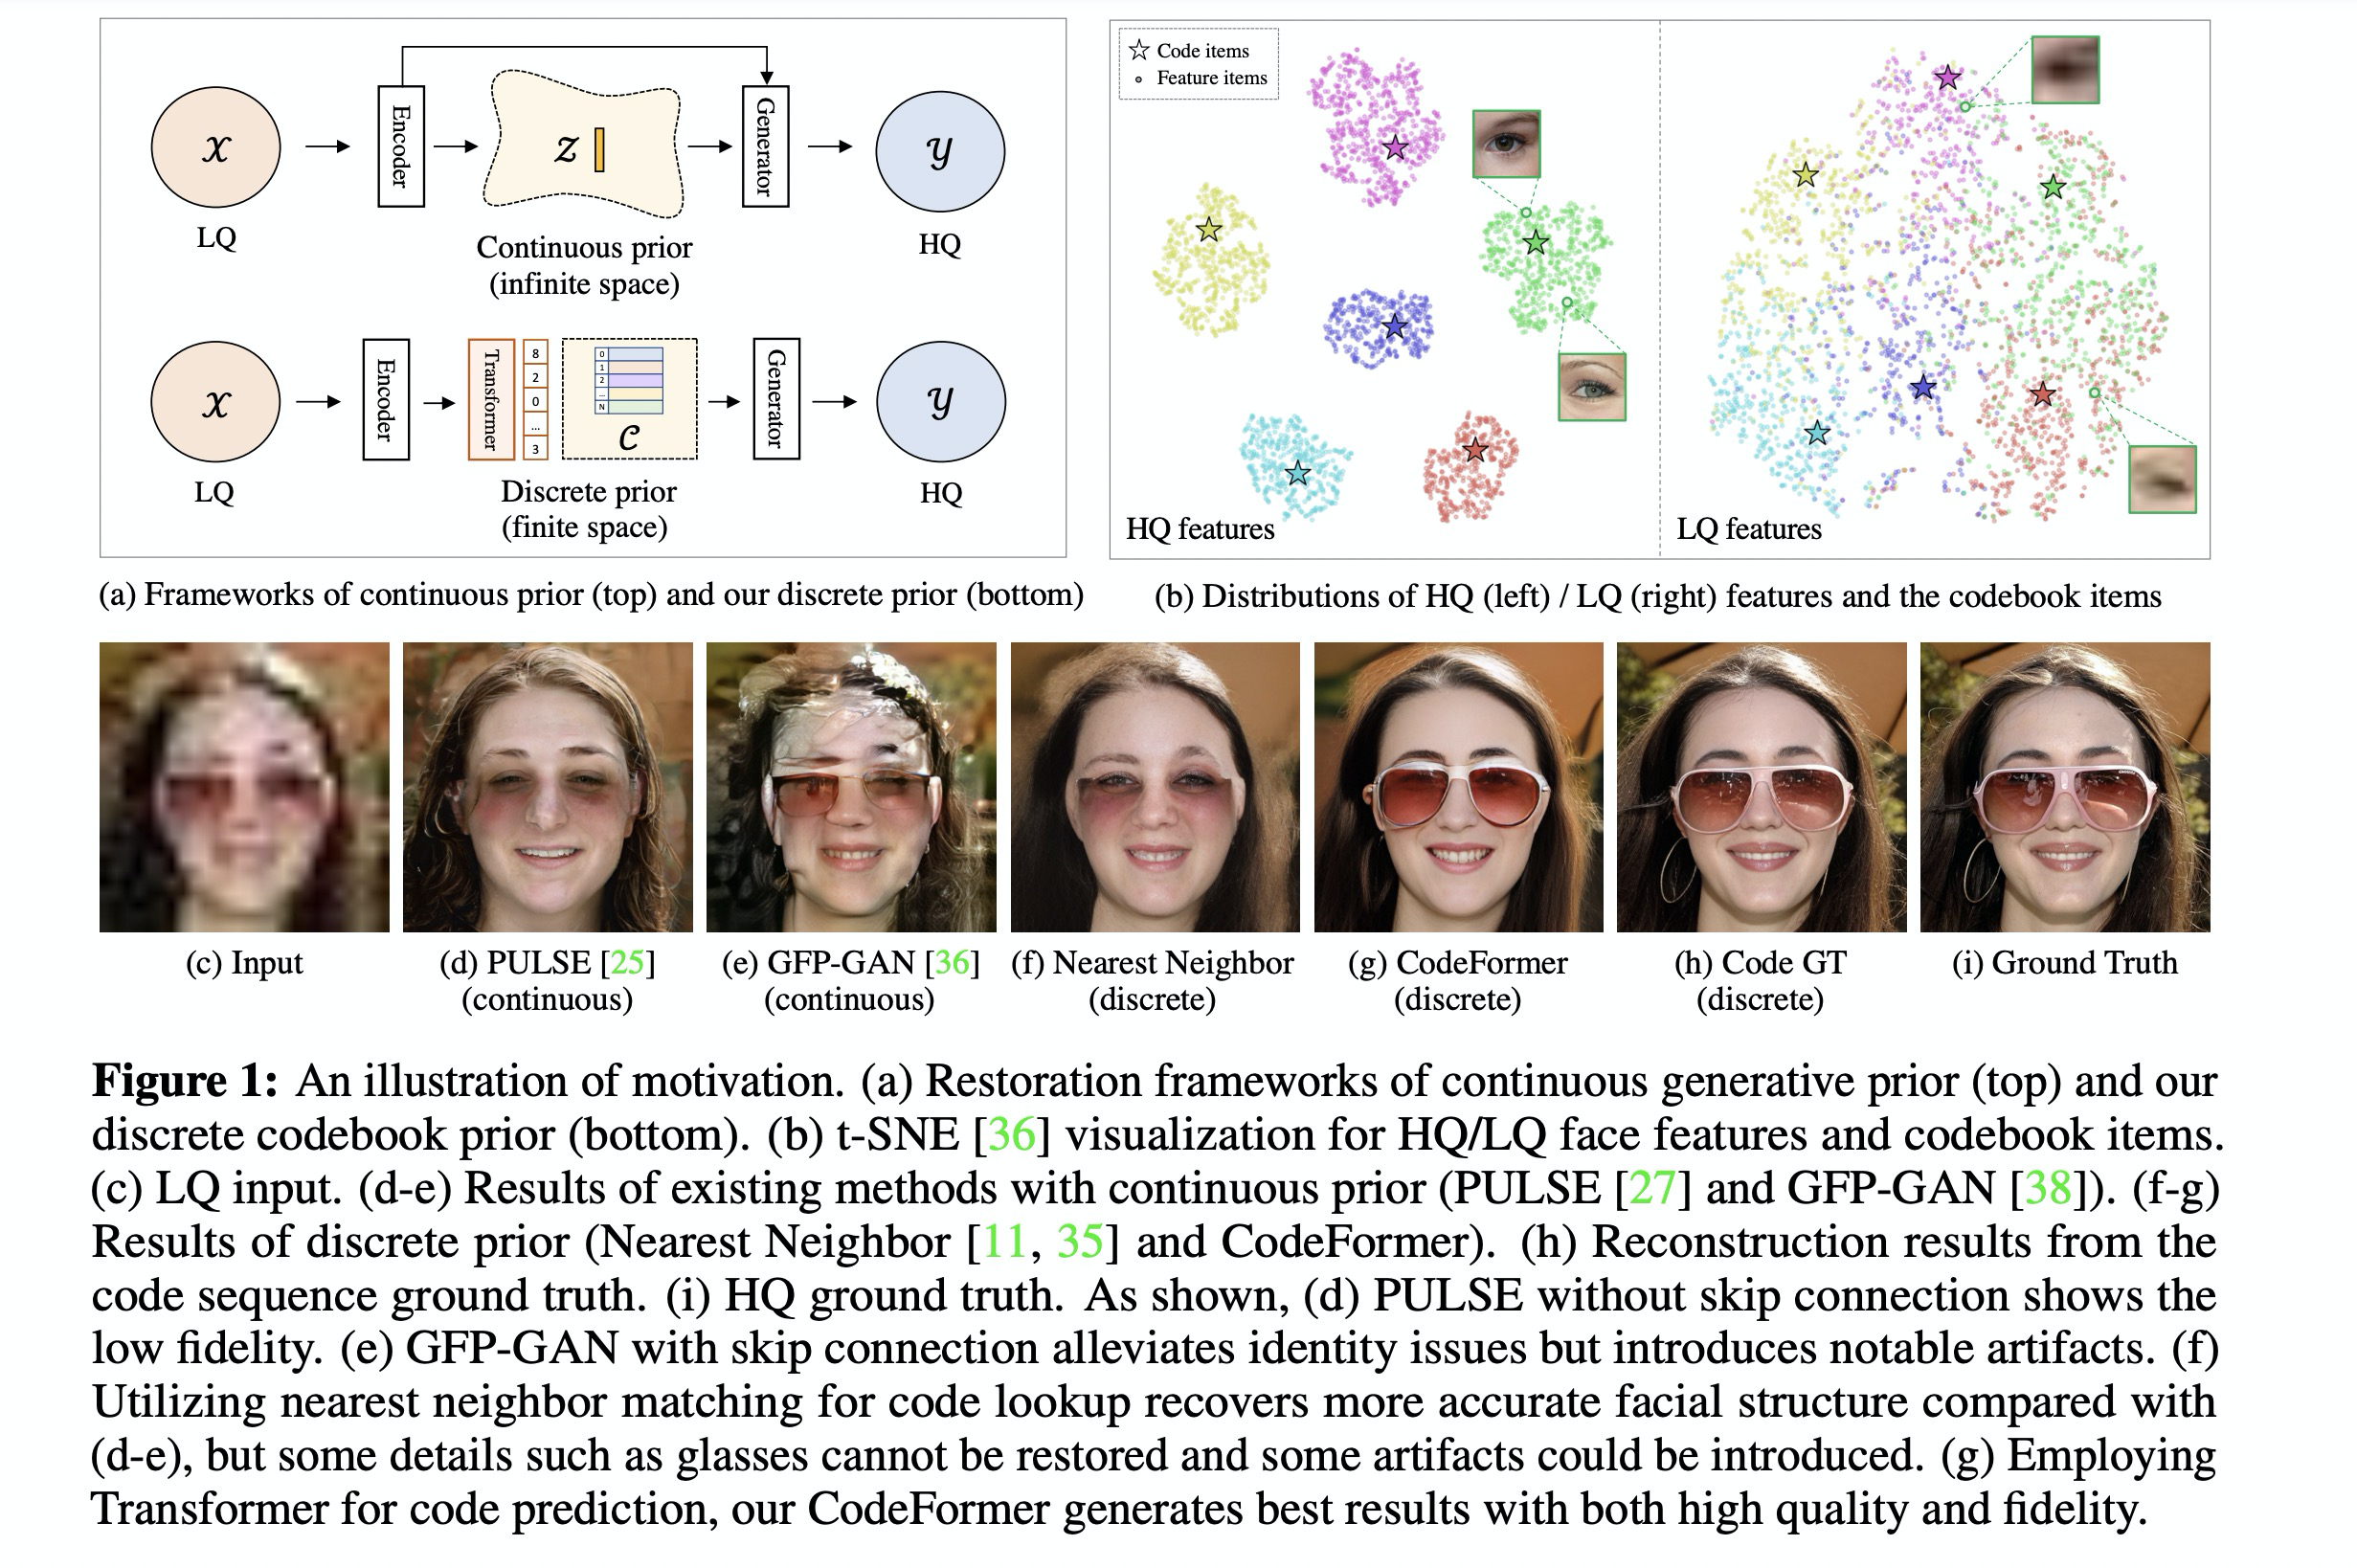 x
LQ
Encoder
z
Continuous prior
(infinite space)
Generator
y
HQ
x
LQ
Encoder
Transformer
8
2
0
...
3
0
1
2
...
N
C
Discrete prior
(finite space)
Generator
y
HQ
(a) Frameworks of continuous prior (top) and our discrete prior (bottom)
Code items
Feature items
HQ features
LQ features
(b) Distributions of HQ (left) / LQ (right) features and the codebook items
(c) Input
(d) PULSE [25]
(continuous)
(e) GFP-GAN [36]
(continuous)
(f) Nearest Neighbor
(discrete)
(g) CodeFormer
(discrete)
(h) Code GT
(discrete)
(i) Ground Truth
Figure 1: An illustration of motivation. (a) Restoration frameworks of continuous generative prior (top) and our
discrete codebook prior (bottom). (b) t-SNE [36] visualization for HQ/LQ face features and codebook items.
(c) LQ input. (d-e) Results of existing methods with continuous prior (PULSE [27] and GFP-GAN [38]). (f-g)
Results of discrete prior (Nearest Neighbor [11, 35] and CodeFormer). (h) Reconstruction results from the
code sequence ground truth. (i) HQ ground truth. As shown, (d) PULSE without skip connection shows the
low fidelity. (e) GFP-GAN with skip connection alleviates identity issues but introduces notable artifacts. (f)
Utilizing nearest neighbor matching for code lookup recovers more accurate facial structure compared with
(d-e), but some details such as glasses cannot be restored and some artifacts could be introduced. (g) Employing
Transformer for code prediction, our CodeFormer generates best results with both high quality and fidelity.